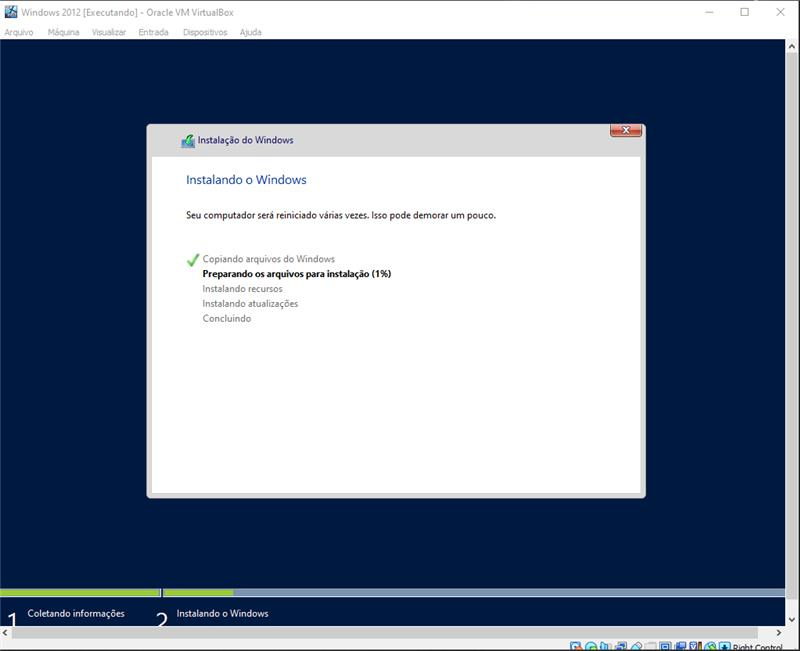 Windows 2012 [Executando] - Oracle VM VirtualBox
Arquivo Máquina Visualizar Entrada Dispositivos Ajuda
Instalação do Windows
Instalando o Windows
Seu computador será reiniciado várias vezes. Isso pode demorar um pouco.
Copiando arquivos do Windows
Preparando os arquivos para instalação (1%)
Instalando recursos
Instalando atualizações
Concluindo
1 Coletando informações 2 Instalando o Windows
Right Control